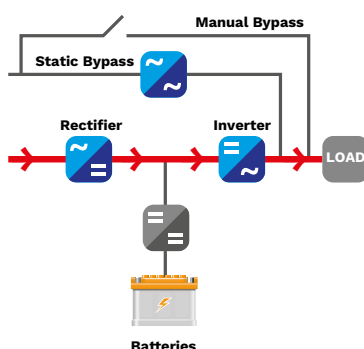 Manual Bypass
Static Bypass
Rectifier
Inverter
LOAD
Batteries